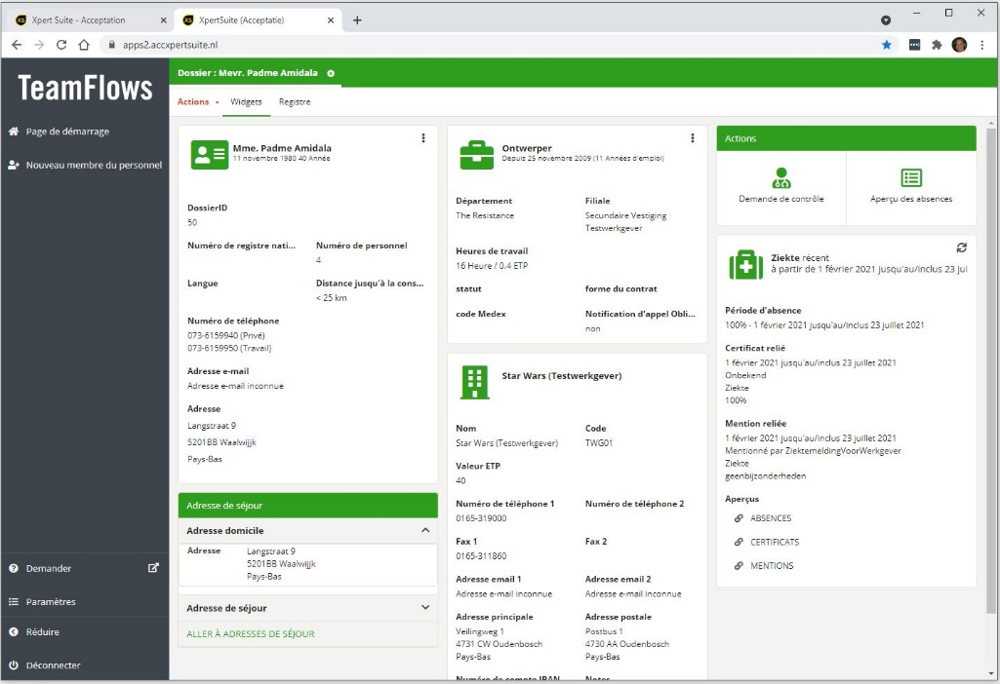 Xpert Suite - Acceptation
XpertSuite (Acceptatie)
apps2.accxpertsuite.nl
TeamFlows
Page de démarrage
Nouveau membre du personnel
Demander
Paramètres
Réduire
Déconnecter
Dossier : Mevr. Padme Amidala
Actions
Widgets
Registre
Mme. Padme Amidala
11 novembre 1980 40 Année
DossierID
50
Numéro de registre nati...
Numéro de personnel
4
Langue
Distance jusqu'à la cons...
< 25 km
Numéro de téléphone
073-6159940 (Privé)
073-6159950 (Travail)
Adresse e-mail
Adresse e-mail inconnue
Adresse
Langstraat 9
5201BB Waalwijjk
Pays-Bas
Adresse de séjour
Adresse domicile
Adresse
Langstraat 9
5201BB Waalwijjk
Pays-Bas
Adresse de séjour
ALLER À ADRESSES DE SÉJOUR
Ontwerper
Depuis 25 novembre 2009 (11 Années d'emploi)
Département
Filiale
The Resistance
Secundaire Vestiging
Testwerkgever
Heures de travail
16 Heure / 0.4 ETP
statut
forme du contrat
code Medex
Notification d'appel Obli...
non
Star Wars (Testwerkgever)
Nom
Code
Star Wars (Testwerkgever)
TWG01
Valeur ETP
40
Numéro de téléphone 1
Numéro de téléphone 2
0165-319000
Fax 1
Fax 2
0165-311860
Adresse email 1
Adresse email 2
Adresse e-mail inconnue
Adresse e-mail inconnue
Adresse principale
Adresse postale
Veilingweg 1
Postbus 1
4731 CW Oudenbosch
4730 AA Oudenbosch
Pays-Bas
Pays-Bas
Numéro de compte IBAN
Notes
Actions
Demande de contrôle
Aperçu des absences
Ziekte récent
à partir de 1 février 2021 jusqu'au/inclus 23 jui
Période d'absence
100% - 1 février 2021 jusqu'au/inclus 23 juillet 2021
Certificat relié
1 février 2021 jusqu'au/inclus 23 juillet 2021
Onbekend
Ziekte
100%
Mention reliée
1 février 2021 jusqu'au/inclus 23 juillet 2021
Mentionné par ZiektemeldingVoorWerkgever
Ziekte
geenbijzonderheden
Aperçus
ABSENCES
CERTIFICATS
MENTIONS